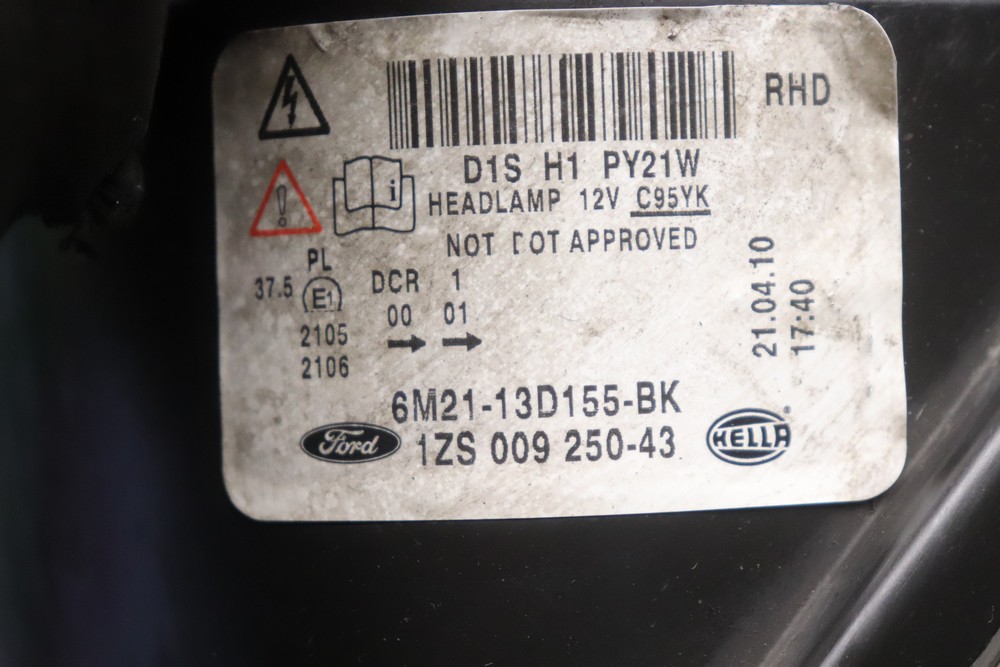 RHD
D1S H1 PY21W
HEADLAMP 12V C95YK
NOT DOT APPROVED
PL
37.5 E1 DCR 1
00 01
2105
2106
21.04.10
17:40
6M21-13D155-BK
Ford 1ZS 009 250-43 HELLA